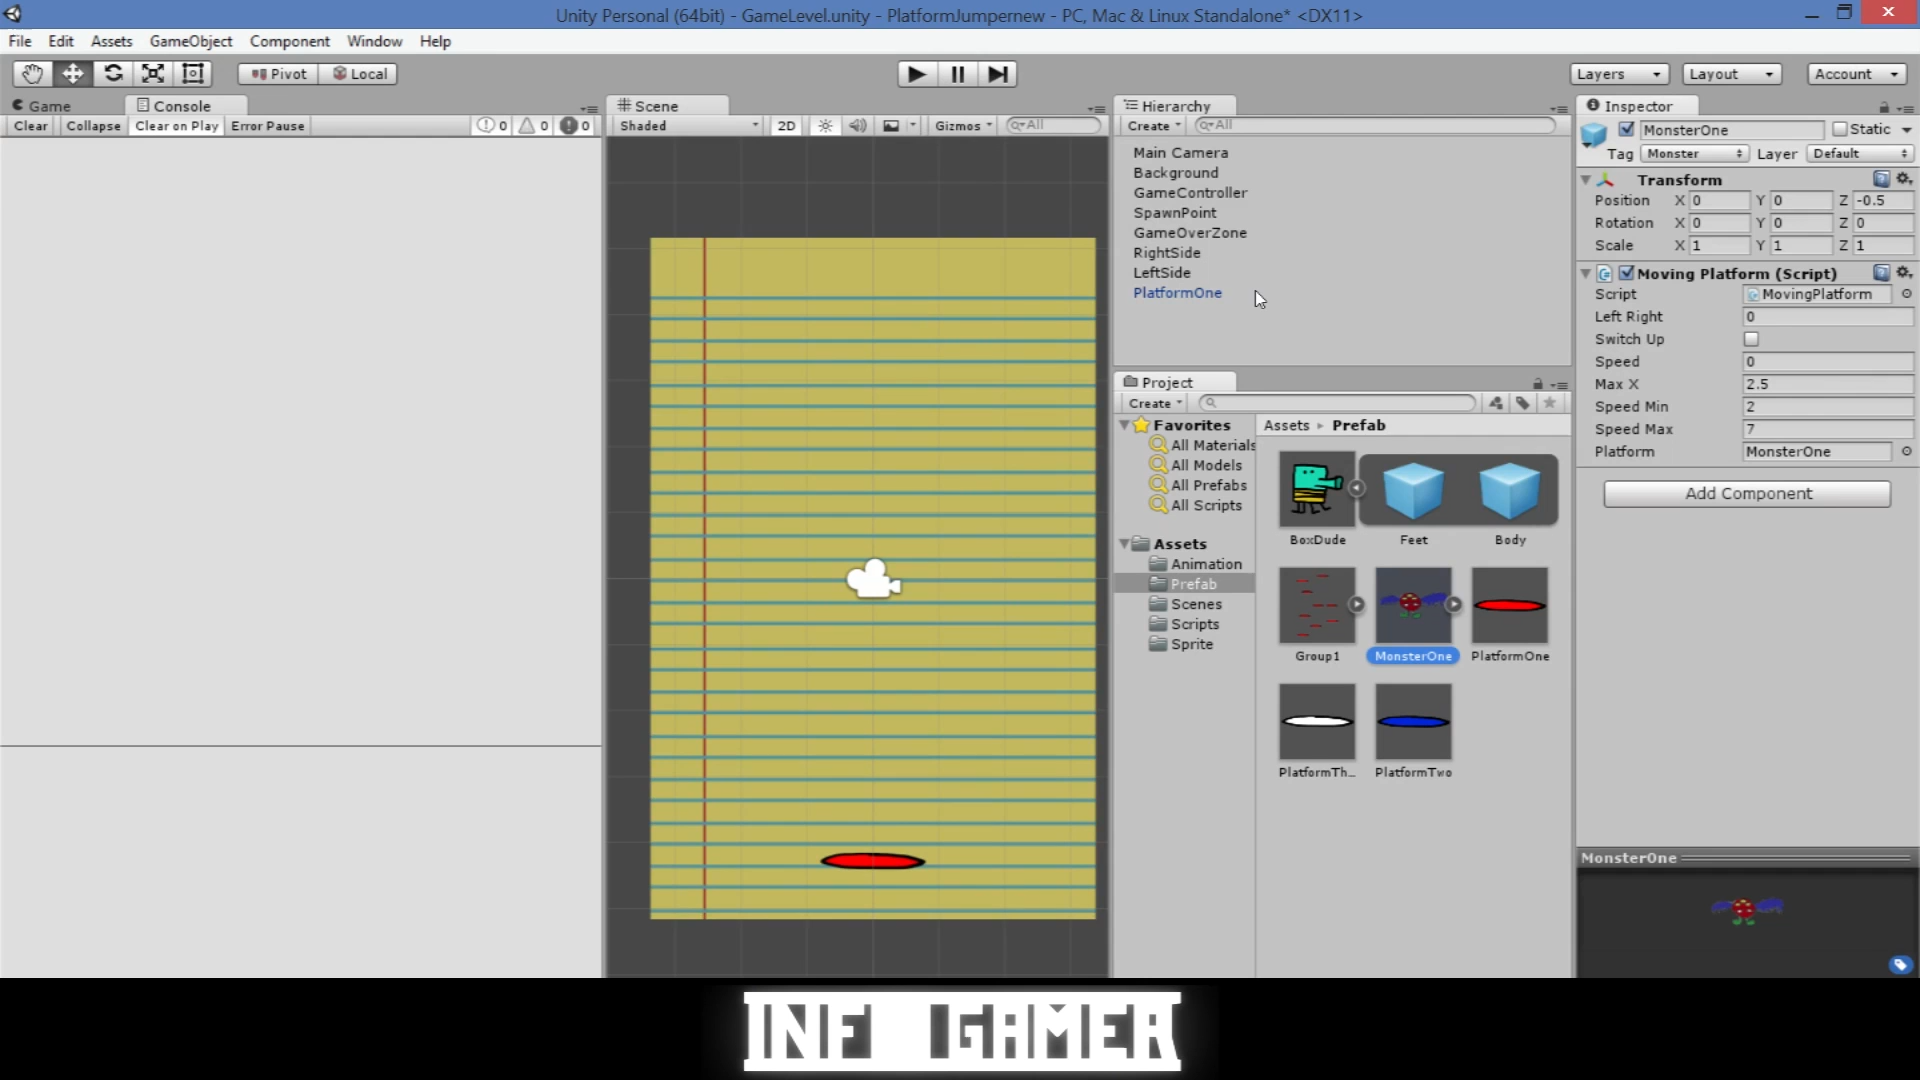 Unity Personal (64bit) - GameLevel.unity - PlatformJumpernew - PC, Mac & Linux Standalone* <DX11>
File Edit Assets GameObject Component Window Help
Pivot Local Layers Layout Account
Game Console
Clear Collapse Clear on Play Error Pause 0 0 0
Scene
Shaded 2D Gizmos All
Hierarchy
Create All
Main Camera
Background
GameController
SpawnPoint
GameOverZone
RightSide
LeftSide
PlatformOne
Project
Create
Favorites
All Materials
All Models
All Prefabs
All Scripts
Assets
Animation
Prefab
Scenes
Scripts
Sprite
Assets Prefab
BoxDude Feet Body
Group1 MonsterOne PlatformOne
PlatformTh... PlatformTwo
Inspector
MonsterOne Static
Tag Monster Layer Default
Transform
Position X 0 Y 0 Z -0.5
Rotation X 0 Y 0 Z 0
Scale X 1 Y 1 Z 1
Moving Platform (Script)
Script MovingPlatform
Left Right 0
Switch Up
Speed 0
Max X 2.5
Speed Min 2
Speed Max 7
Platform MonsterOne
Add Component
MonsterOne
INF GAMER